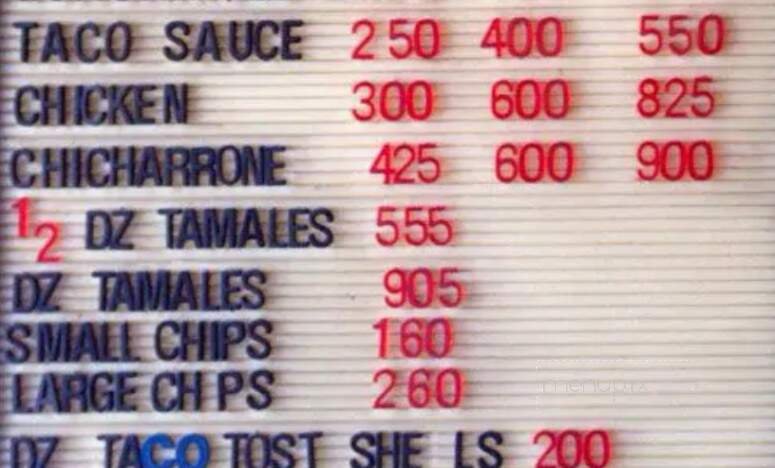 TACO SAUCE 250 400 550
CHICKEN 300 600 825
CHICHARRONE 425 600 900
1/2 DZ TAMALES 555
DZ TAMALES 905
SMALL CHIPS 160
LARGE CH PS 260
DZ TACO TOST SHE LS 200